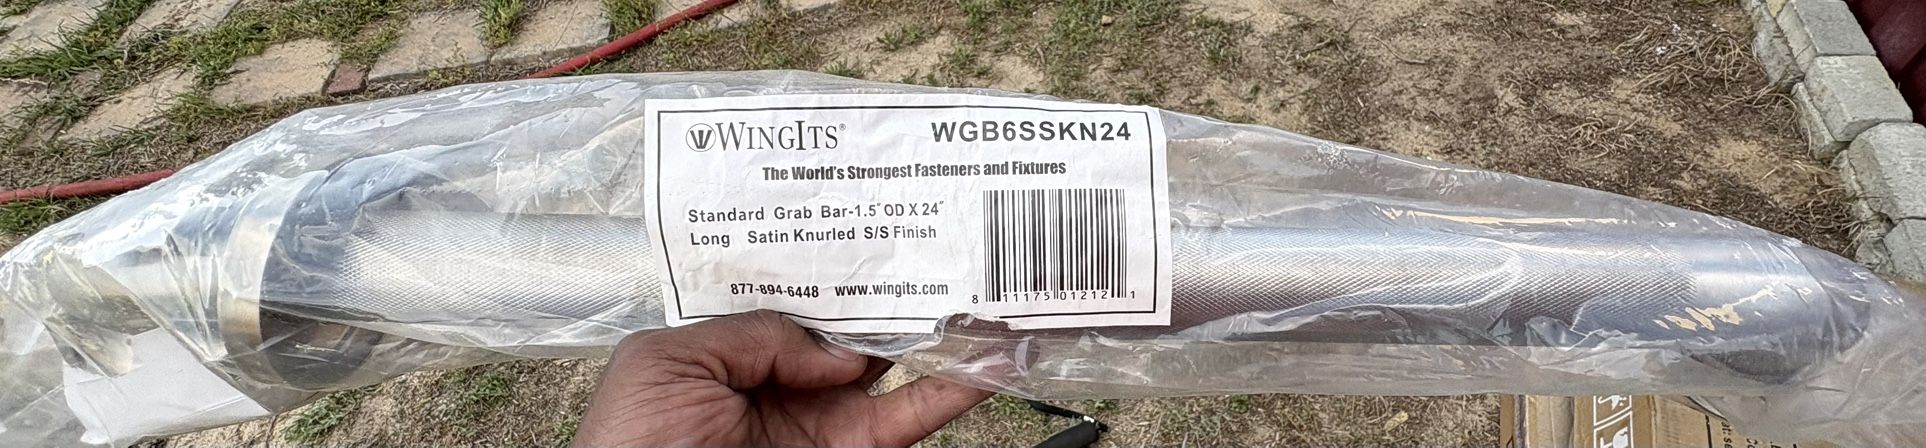 WINGITS®
WGB6SSKN24
The World's Strongest Fasteners and Fixtures
Standard Grab Bar-1.5"OD X 24"
Long Satin Knurled S/S Finish
877-894-6448 www.wingits.com
8 11175 01212 1